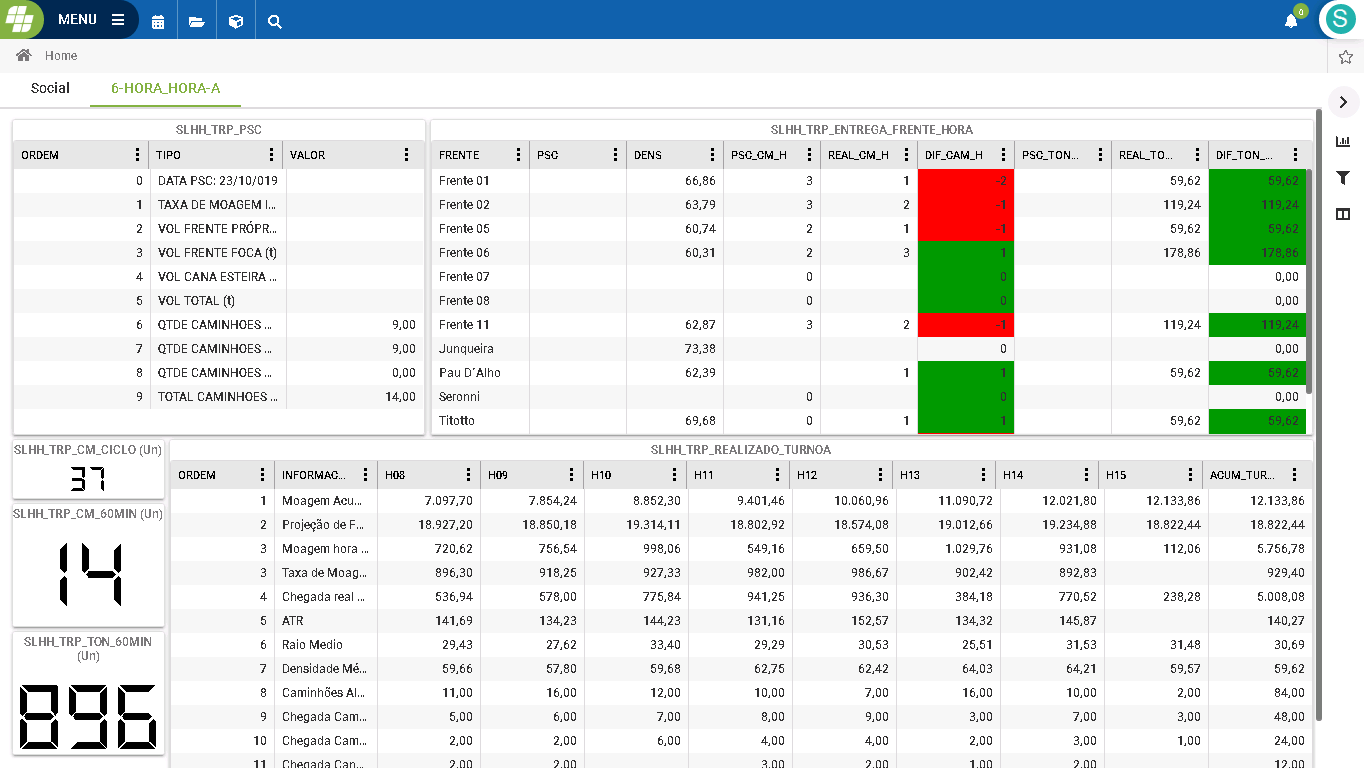 MENU
0
S
Home
Social 6-HORA_HORA-A
SLHH_TRP_PSC
ORDEM TIPO VALOR
0 DATA PSC: 23/10/019
1 TAXA DE MOAGEM I...
2 VOL FRENTE PRÓPR...
3 VOL FRENTE FOCA (t)
4 VOL CANA ESTEIRA ...
5 VOL TOTAL (t)
6 QTDE CAMINHOES ... 9,00
7 QTDE CAMINHOES ... 9,00
8 QTDE CAMINHOES ... 0,00
9 TOTAL CAMINHOES ... 14,00
SLHH_TRP_ENTREGA_FRENTE_HORA
FRENTE PSC DENS PSC_CM_H REAL_CM_H DIF_CAM_H PSC_TON... REAL_TO... DIF_TON_...
Frente 01 66,86 3 1 -2 59,62 59,62
Frente 02 63,79 3 2 -1 119,24 119,24
Frente 05 60,74 2 1 -1 59,62 59,62
Frente 06 60,31 2 3 1 178,86 178,86
Frente 07 0 0 0,00
Frente 08 0 0 0,00
Frente 11 62,87 3 2 -1 119,24 119,24
Junqueira 73,38 0 0,00
Pau D´Alho 62,39 1 1 59,62 59,62
Seronni 0 0 0,00
Titotto 69,68 0 1 1 59,62 59,62
SLHH_TRP_CM_CICLO (Un)
37
SLHH_TRP_CM_60MIN (Un)
14
SLHH_TRP_TON_60MIN
(Un)
896
SLHH_TRP_REALIZADO_TURNOA
ORDEM INFORMAC... H08 H09 H10 H11 H12 H13 H14 H15 ACUM_TUR...
1 Moagem Acu... 7.097,70 7.854,24 8.852,30 9.401,46 10.060,96 11.090,72 12.021,80 12.133,86 12.133,86
2 Projeção de F... 18.927,20 18.850,18 19.314,11 18.802,92 18.574,08 19.012,66 19.234,88 18.822,44 18.822,44
3 Moagem hora ... 720,62 756,54 998,06 549,16 659,50 1.029,76 931,08 112,06 5.756,78
3 Taxa de Moag... 896,30 918,25 927,33 982,00 986,67 902,42 892,83 929,40
4 Chegada real ... 536,94 578,00 775,84 941,25 936,30 384,18 770,52 238,28 5.008,08
5 ATR 141,69 134,23 144,23 131,16 152,57 134,32 145,87 140,27
6 Raio Medio 29,43 27,62 33,40 29,29 30,53 25,51 31,53 31,48 30,69
7 Densidade Mé... 59,66 57,80 59,68 62,75 62,42 64,03 64,21 59,57 59,62
8 Caminhões Al... 11,00 16,00 12,00 10,00 7,00 16,00 10,00 2,00 84,00
9 Chegada Cam... 5,00 6,00 7,00 8,00 9,00 3,00 7,00 3,00 48,00
10 Chegada Cam... 2,00 2,00 6,00 4,00 4,00 2,00 3,00 1,00 24,00
11 Chegada Can... 2,00 2,00 3,00 2,00 1,00 2,00 12,00